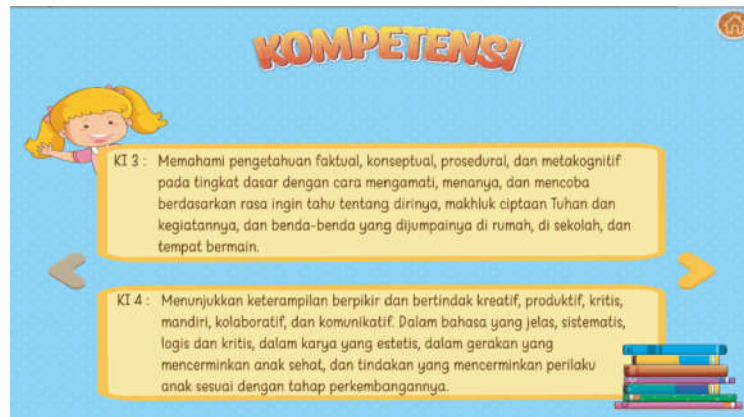 KOMPETENSI
KI 3 : Memahami pengetahuan faktual, konseptual, prosedural, dan metakognitif
pada tingkat dasar dengan cara mengamati, menanya, dan mencoba
berdasarkan rasa ingin tahu tentang dirinya, makhluk ciptaan Tuhan dan
kegiatannya, dan benda-benda yang dijumpainya di rumah, di sekolah, dan
tempat bermain.
KI 4 : Menunjukkan keterampilan berpikir dan bertindak kreatif, produktif, kritis,
mandiri, kolaboratif, dan komunikatif. Dalam bahasa yang jelas, sistematis,
logis dan kritis, dalam karya yang estetis, dalam gerakan yang
mencerminkan anak sehat, dan tindakan yang mencerminkan perilaku
anak sesuai dengan tahap perkembangannya.